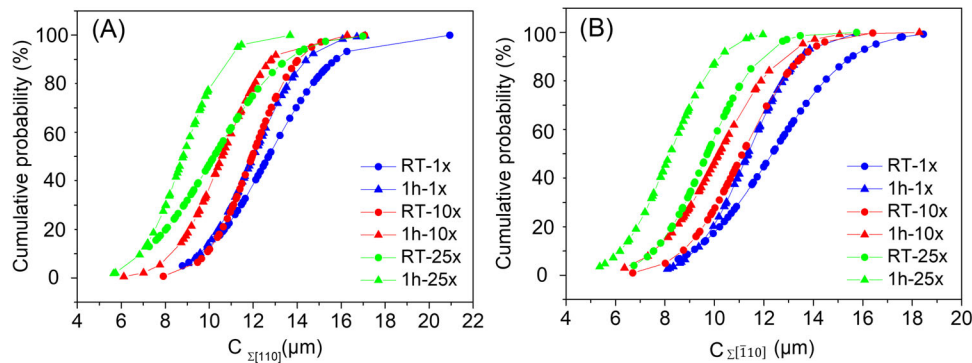 (A)
Cumulative probability (%)
100
80
60
40
20
0
RT-1x
1h-1x
RT-10x
1h-10x
RT-25x
1h-25x
4 6 8 10 12 14 16 18 20 22
C Σ[110] (μm)
(B)
Cumulative probability (%)
100
80
60
40
20
0
RT-1x
1h-1x
RT-10x
1h-10x
RT-25x
1h-25x
4 6 8 10 12 14 16 18 20
C Σ[1̄10] (μm)